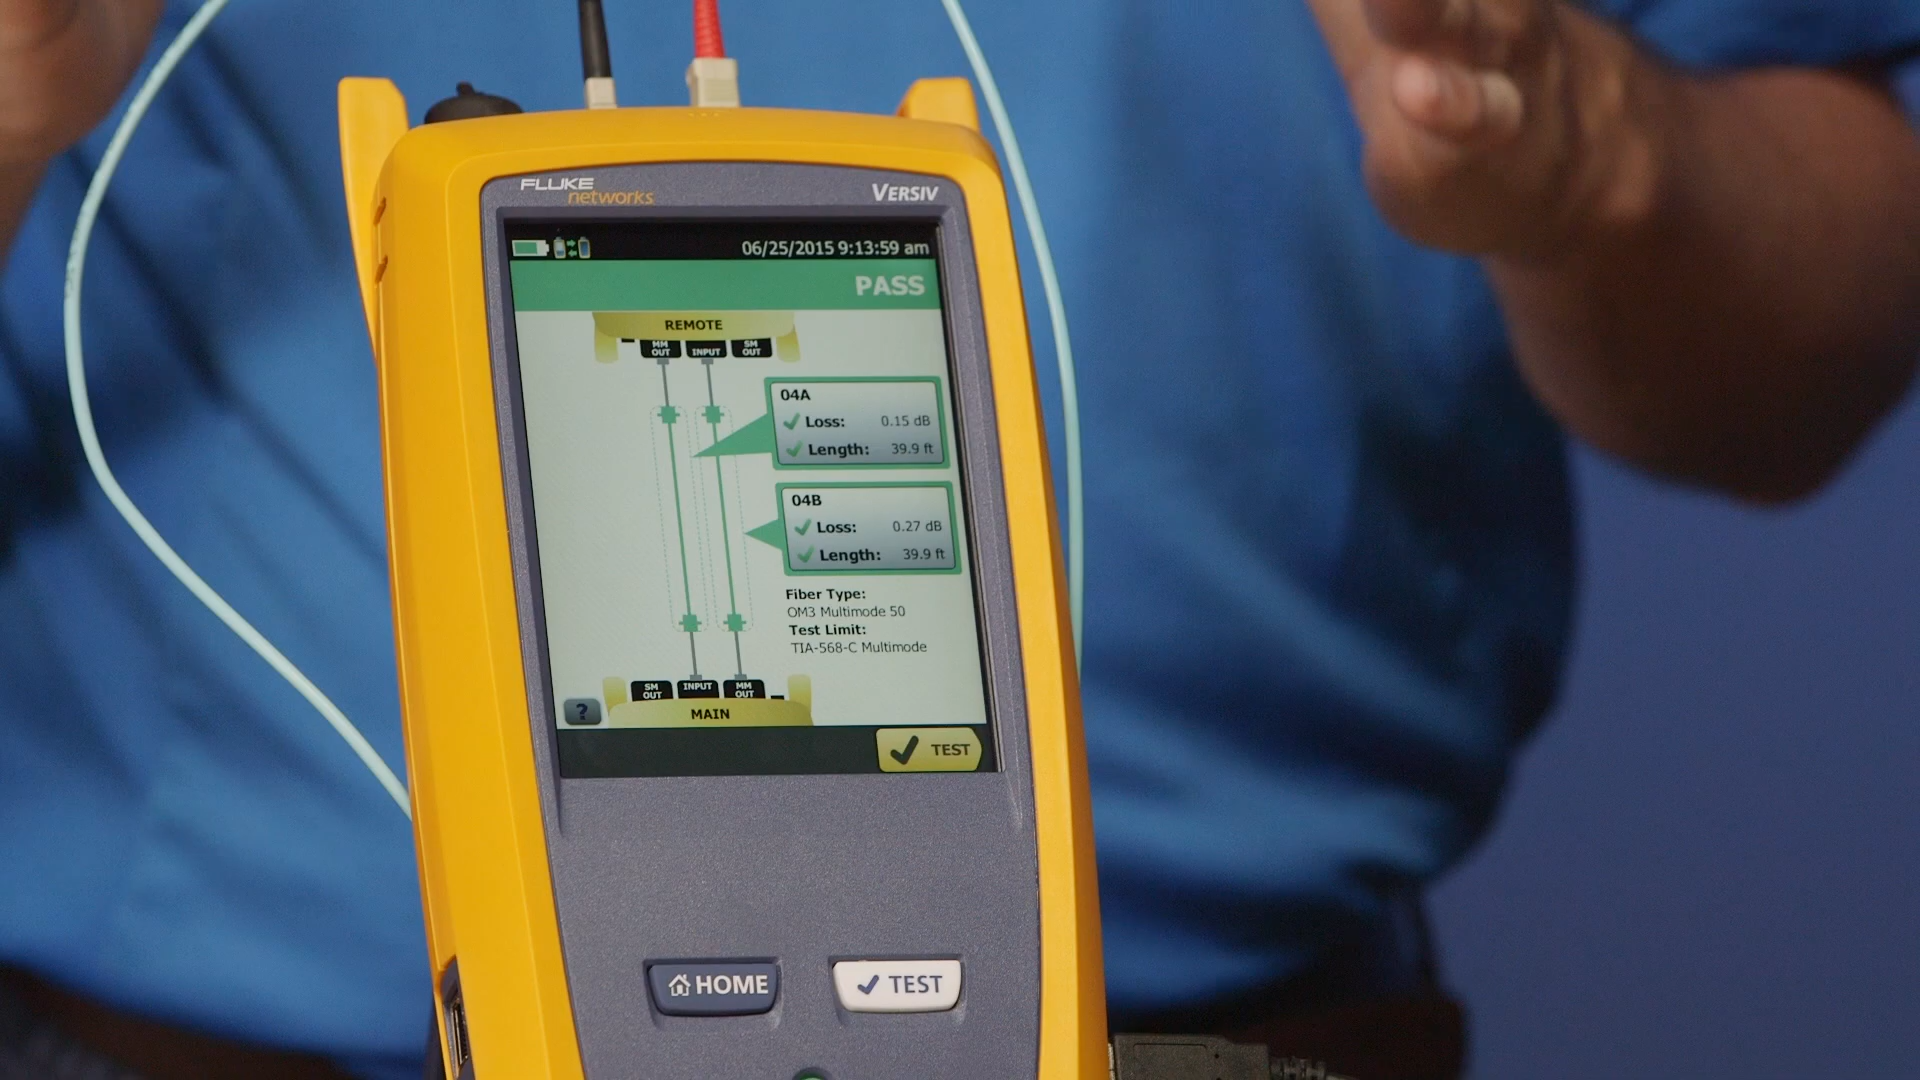 FLUKE
networks
VERSIV
06/25/2015 9:13:59 am
PASS
REMOTE
MM OUT
INPUT
SM OUT
04A
Loss: 0.15 dB
Length: 39.9 ft
04B
Loss: 0.27 dB
Length: 39.9 ft
Fiber Type:
OM3 Multimode 50
Test Limit:
TIA-568-C Multimode
SM OUT
INPUT
MM OUT
?
MAIN
TEST
HOME
TEST